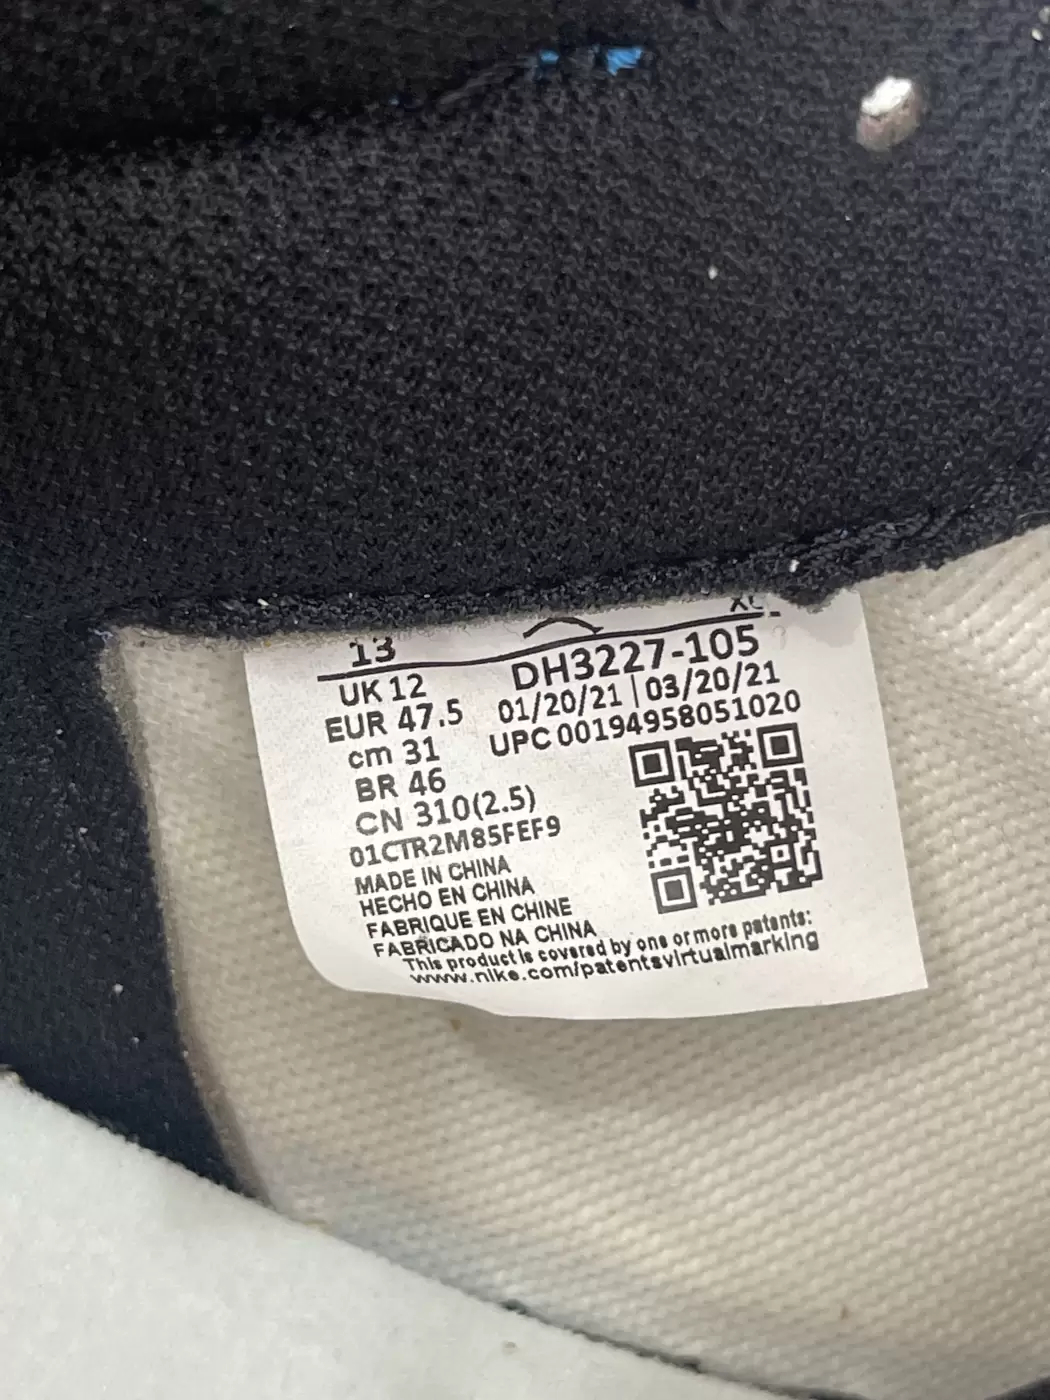 13
UK 12
EUR 47.5
cm 31
BR 46
CN 310(2.5)
01CTR2M85FEF9
MADE IN CHINA
HECHO EN CHINA
FABRIQUE EN CHINE
FABRICADO NA CHINA
DH3227-105
01/20/21 | 03/20/21
UPC 00194958051020
This product is covered by one or more patents:
www.nike.com/patentsvirtualmarking